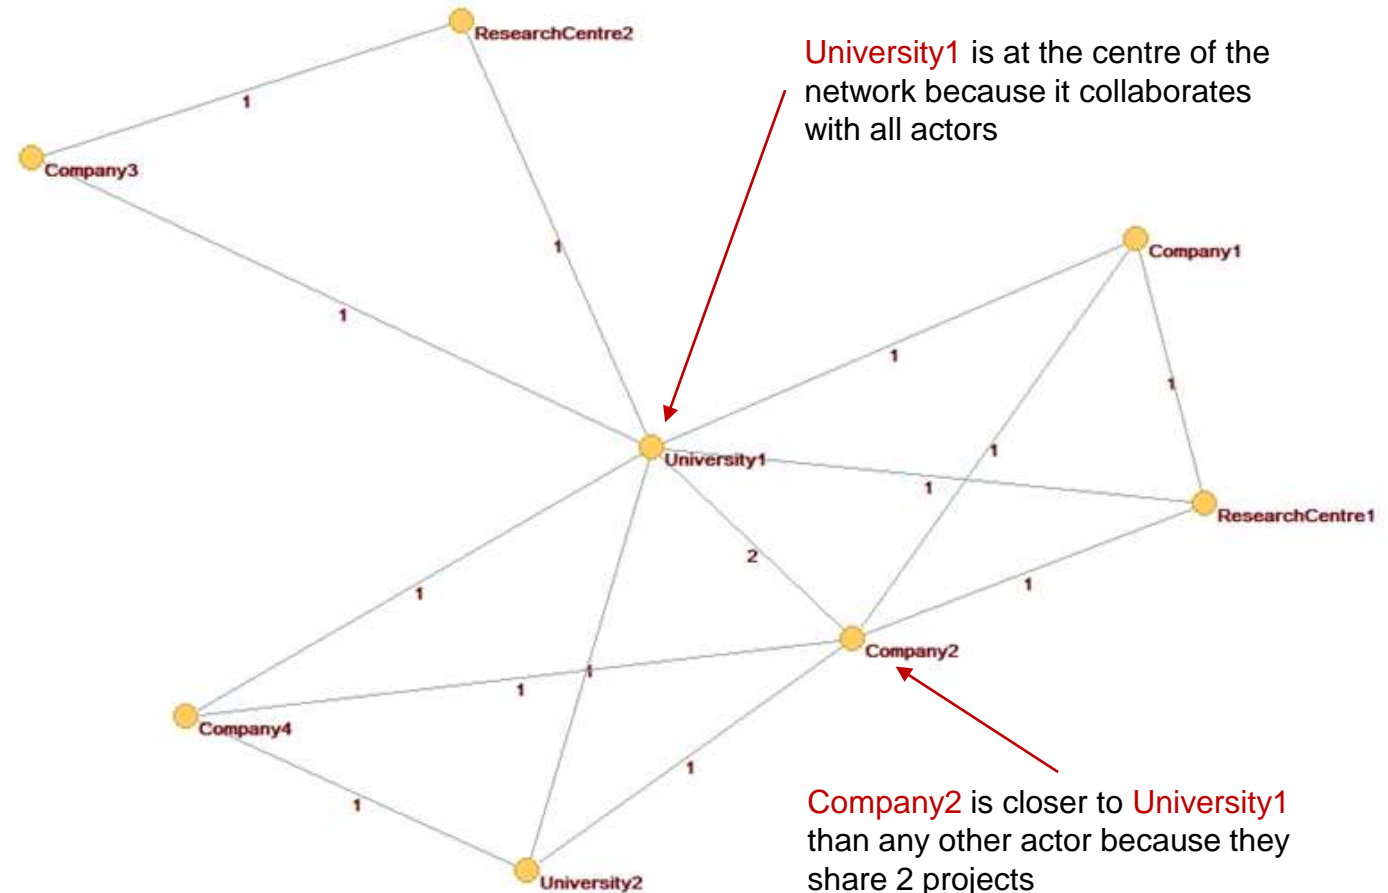 ResearchCentre2
University1 is at the centre of the
network because it collaborates
with all actors
1
Company3
1
1
Company1
1
1
1
University1
1
ResearchCentre1
2
1
1
Company2
1
1
Company4
1
1
Company2 is closer to University1
than any other actor because they
share 2 projects
University2